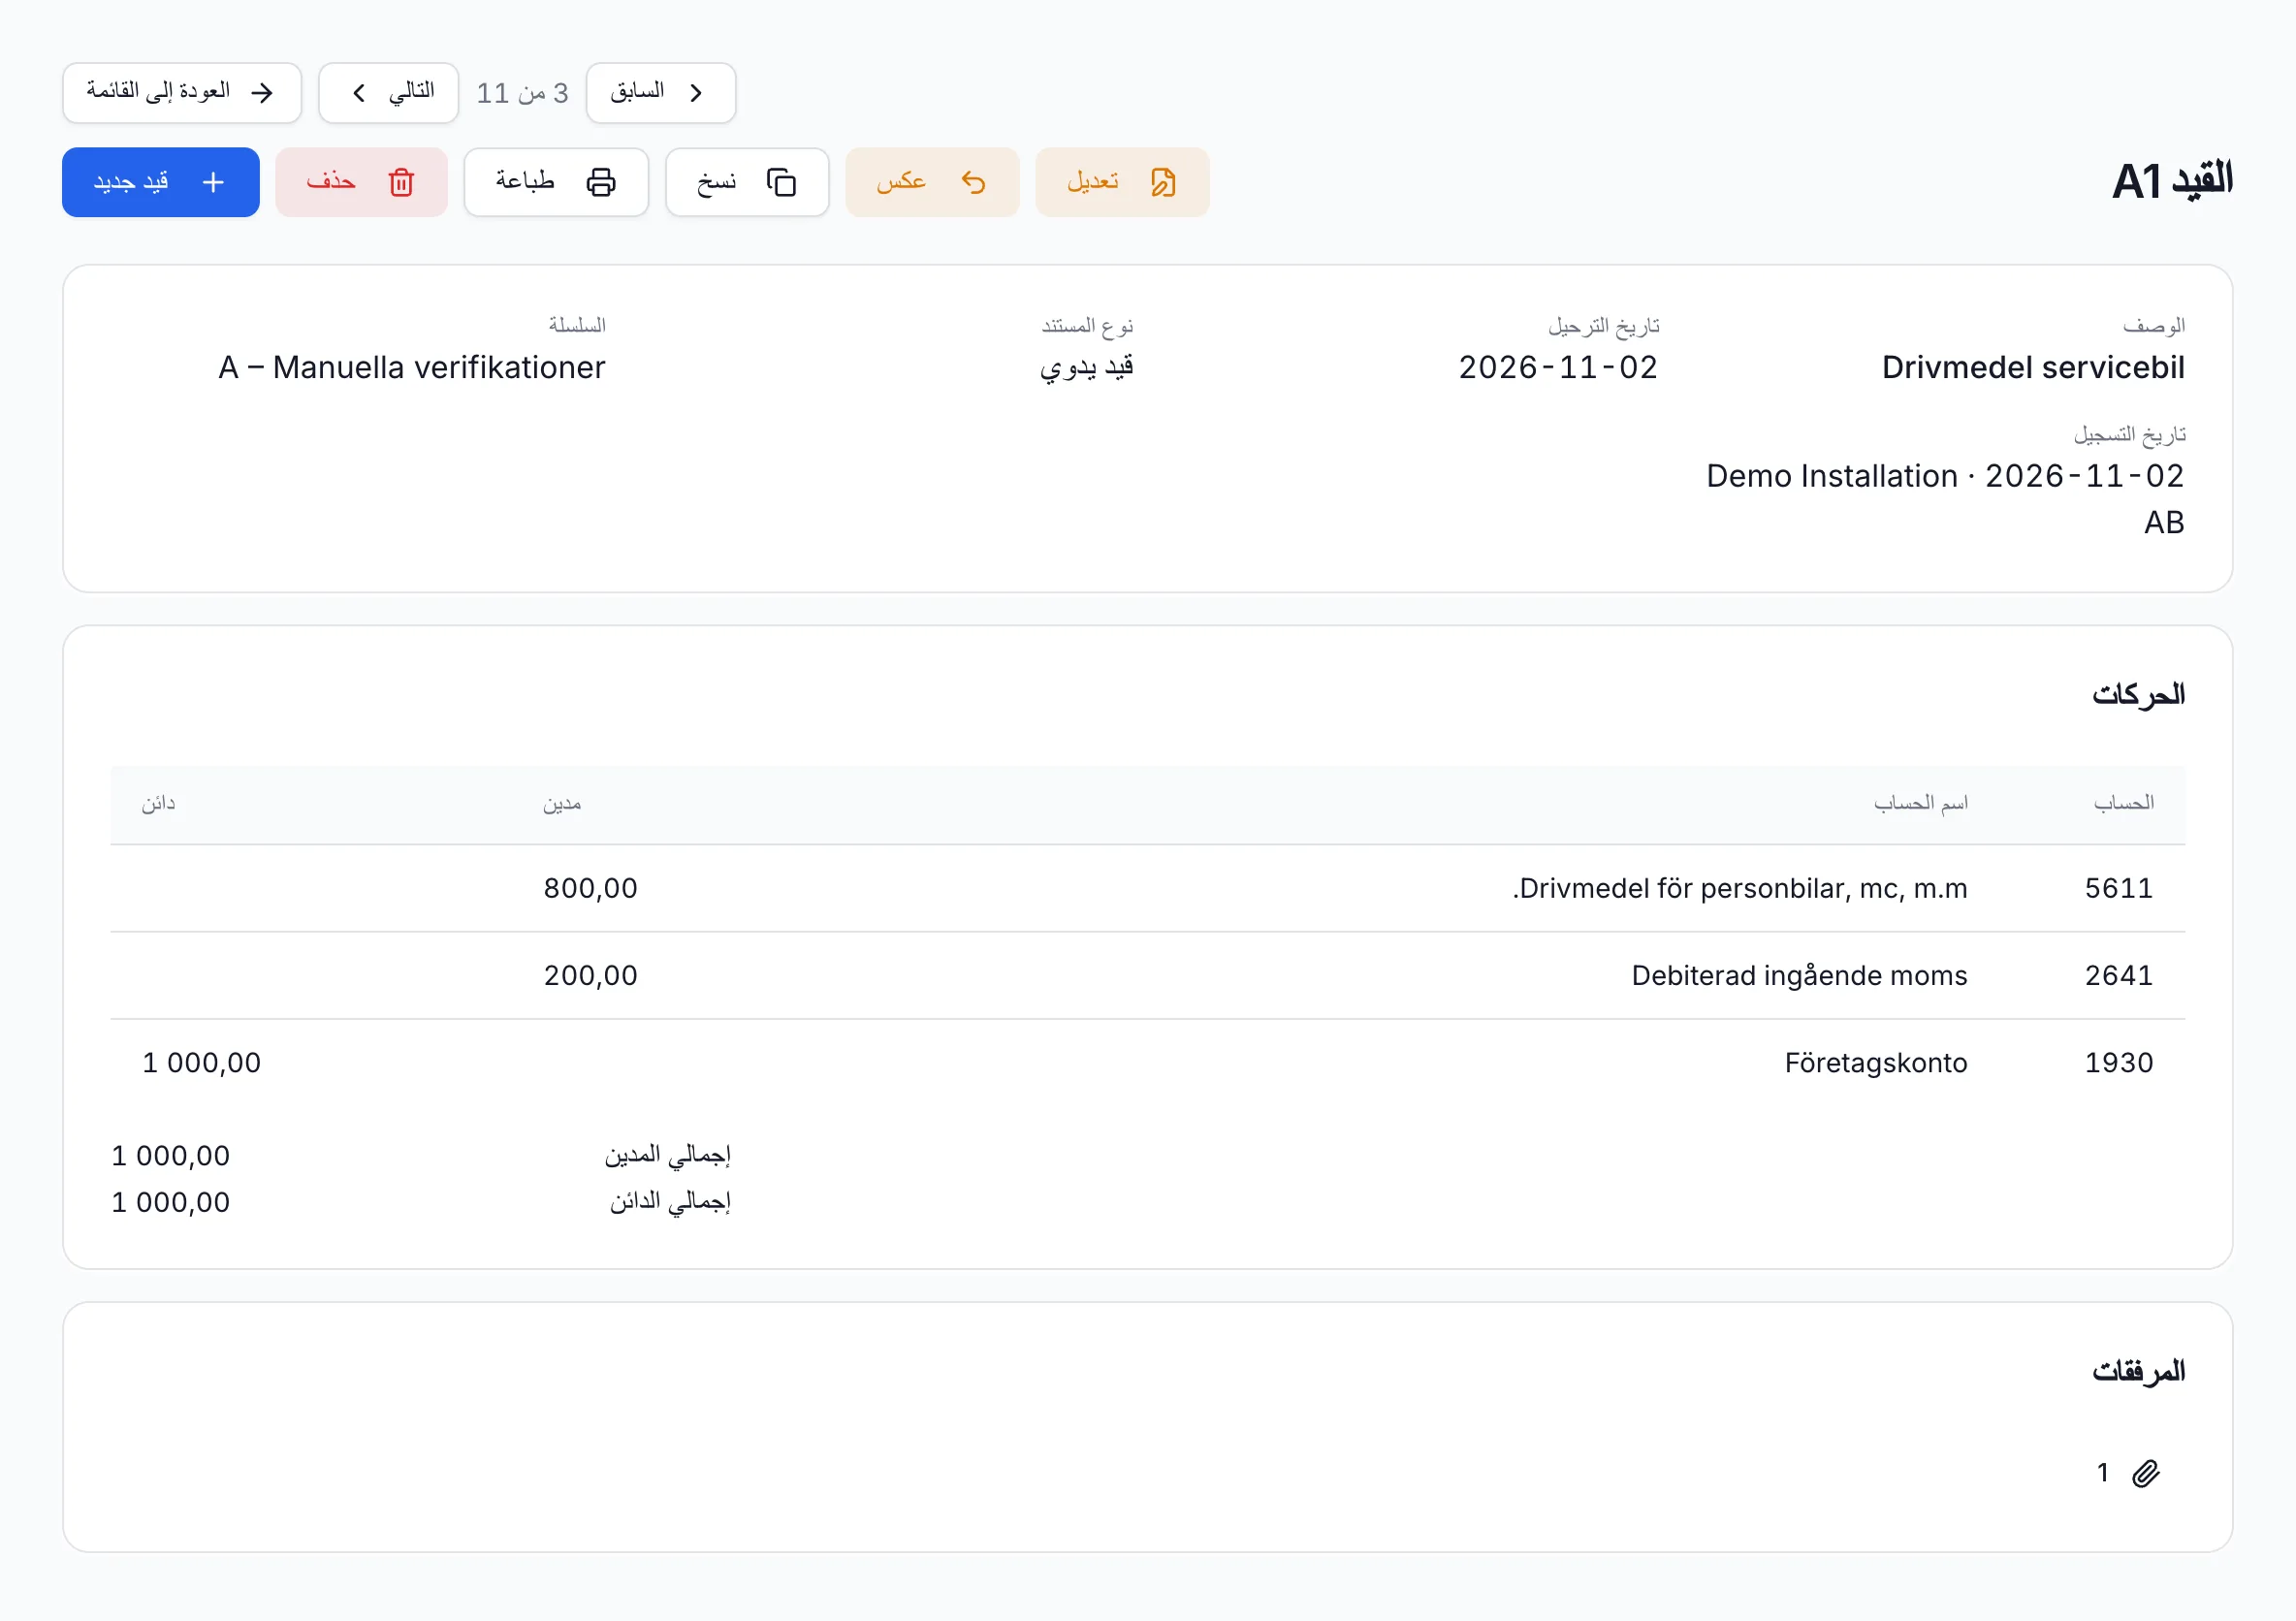 السابق
3 من 11
التالي
العودة إلى القائمة
القيد A1
تعديل
عكس
نسخ
طباعة
حذف
قيد جديد
الوصف
Drivmedel servicebil
تاريخ الترحيل
2026-11-02
نوع المستند
قيد يدوي
السلسلة
A – Manuella verifikationer
تاريخ التسجيل
2026-11-02 · Demo Installation
AB
الحركات
الحساب اسم الحساب مدين دائن
5611 Drivmedel för personbilar, mc, m.m. 800,00
2641 Debiterad ingående moms 200,00
1930 Företagskonto 1 000,00
إجمالي المدين 1 000,00
إجمالي الدائن 1 000,00
المرفقات
1